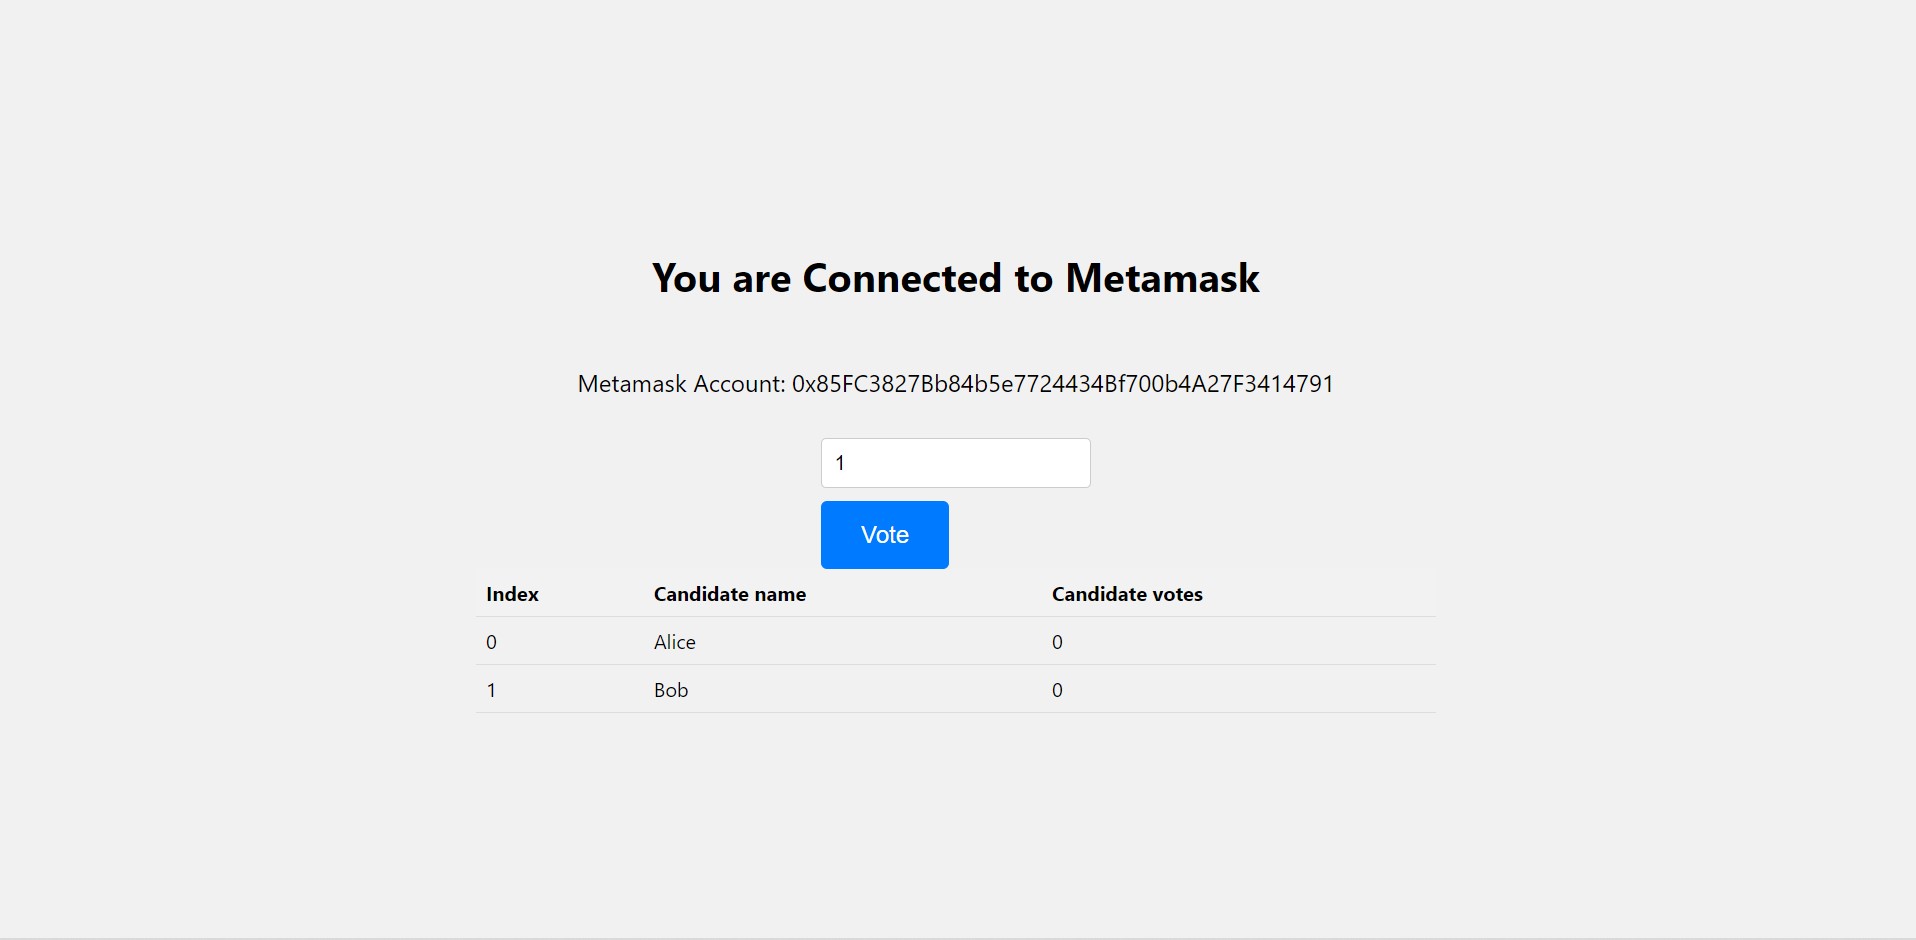 You are Connected to Metamask
Metamask Account: 0x85FC3827Bb84b5e7724434Bf700b4A27F3414791
1
Vote
Index Candidate name Candidate votes
0 Alice 0
1 Bob 0